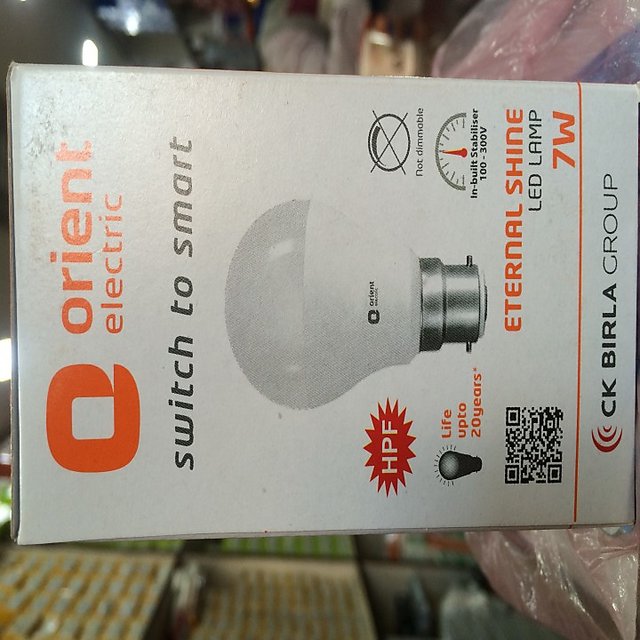 orient
electric
switch to smart
Not dimmable
In-built Stabiliser
100 - 300V
orient
HPF
Life
upto
20years*
ETERNAL SHINE
LED LAMP
7W
CK BIRLA GROUP